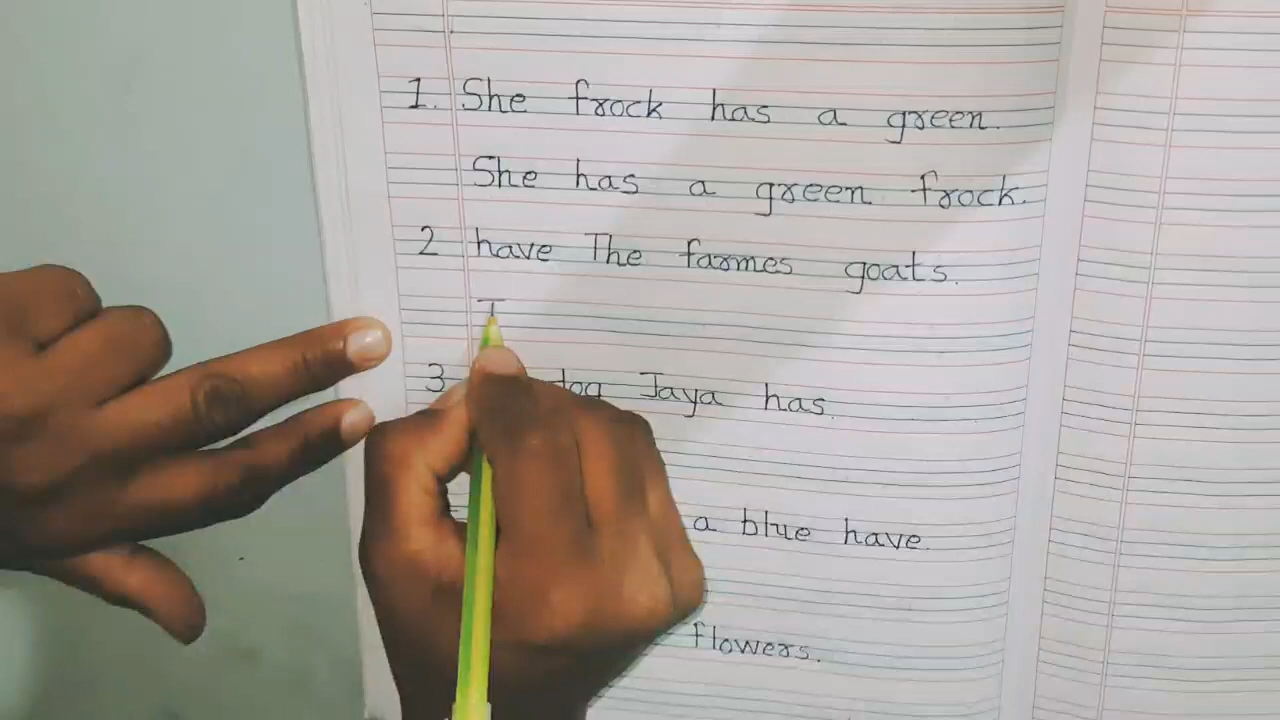 1. She frock has a green.
She has a green frock.
2 have The farmes goats.
T
3 dog Jaya has.
a blue have.
flowers.